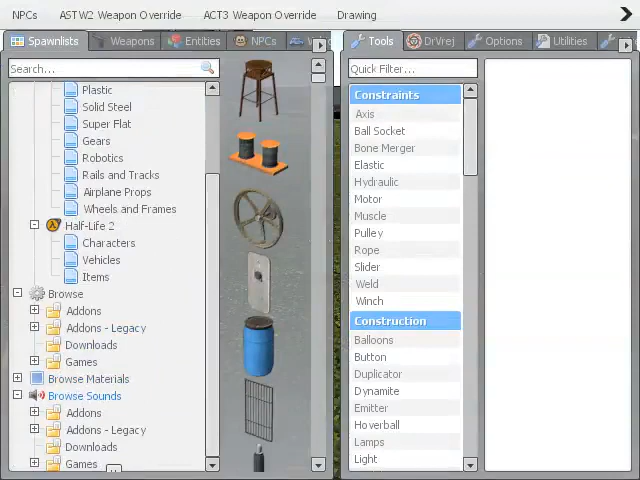 NPCs ASTW2 Weapon Override ACT3 Weapon Override Drawing
Spawnlists Weapons Entities NPCs Tools DrVrej Options Utilities
Search... Quick Filter...
Plastic
Solid Steel
Super Flat
Gears
Robotics
Rails and Tracks
Airplane Props
Wheels and Frames
Half-Life 2
Characters
Vehicles
Items
Browse
Addons
Addons - Legacy
Downloads
Games
Browse Materials
Browse Sounds
Addons
Addons - Legacy
Downloads
Games
Constraints
Axis
Ball Socket
Bone Merger
Elastic
Hydraulic
Motor
Muscle
Pulley
Rope
Slider
Weld
Winch
Construction
Balloons
Button
Duplicator
Dynamite
Emitter
Hoverball
Lamps
Light